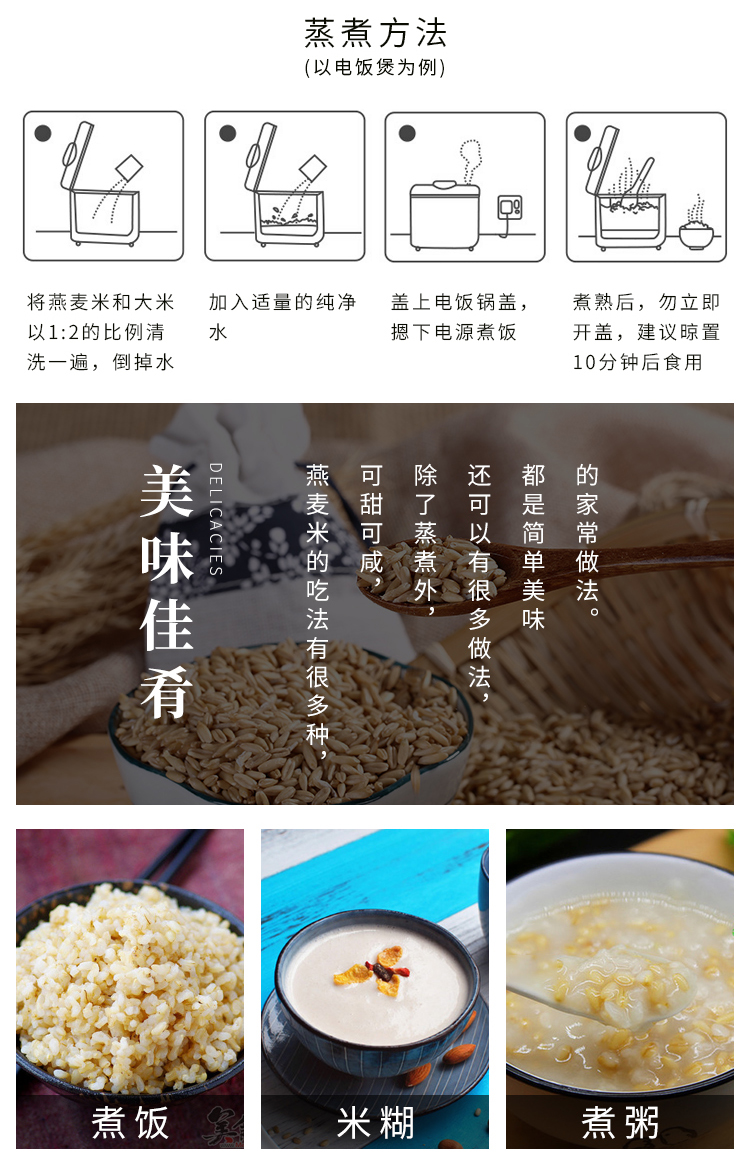 蒸煮方法
(以电饭煲为例)
将燕麦米和大米
以1:2的比例清
洗一遍，倒掉水
加入适量的纯净
水
盖上电饭锅盖，
摁下电源煮饭
煮熟后，勿立即
开盖，建议晾置
10分钟后食用
美味佳肴
DELICACIES
燕麦米的吃法有很多种，
可甜可咸，
除了蒸煮外，
还可以有很多做法，
都是简单美味
的家常做法。
煮饭
米糊
煮粥